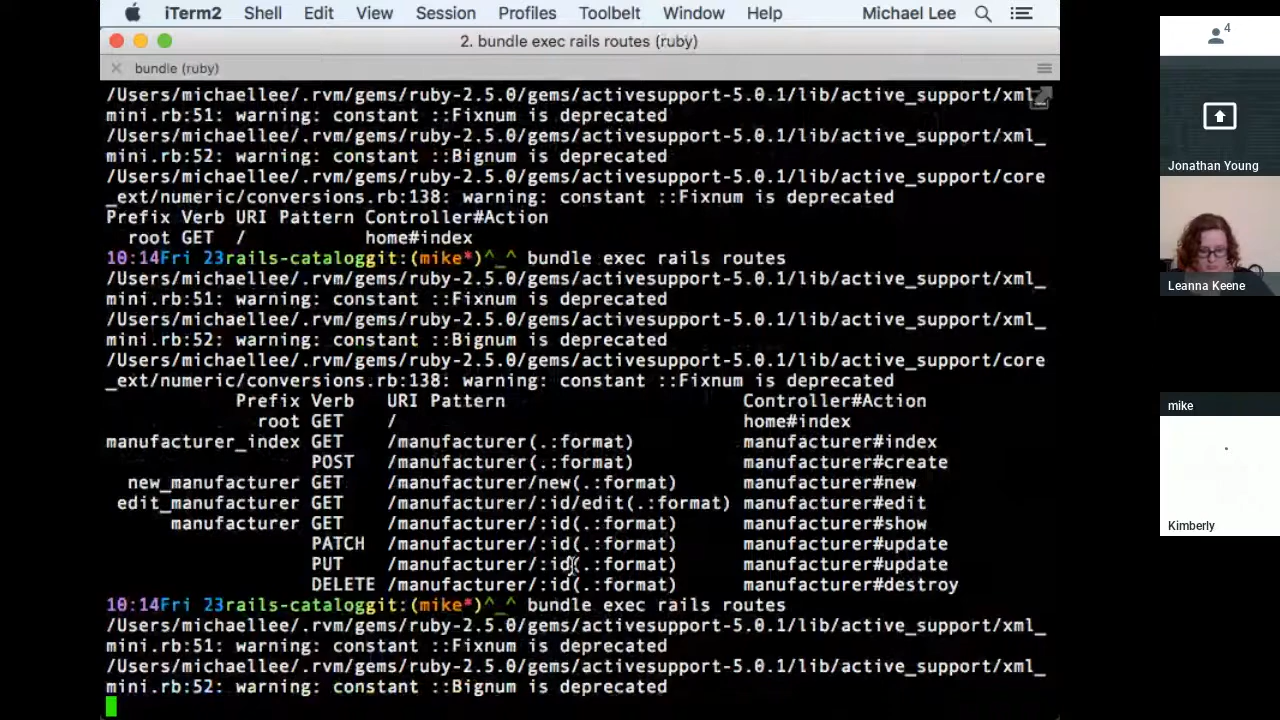 iTerm2 Shell Edit View Session Profiles Toolbelt Window Help Michael Lee
2. bundle exec rails routes (ruby)
bundle (ruby)
/Users/michaellee/.rvm/gems/ruby-2.5.0/gems/activesupport-5.0.1/lib/active_support/xml_
mini.rb:51: warning: constant ::Fixnum is deprecated
/Users/michaellee/.rvm/gems/ruby-2.5.0/gems/activesupport-5.0.1/lib/active_support/xml_
mini.rb:52: warning: constant ::Bignum is deprecated
/Users/michaellee/.rvm/gems/ruby-2.5.0/gems/activesupport-5.0.1/lib/active_support/core
_ext/numeric/conversions.rb:138: warning: constant ::Fixnum is deprecated
Prefix Verb URI Pattern Controller#Action
root GET / home#index
10:14Fri 23rails-cataloggit:(mike*)^_^ bundle exec rails routes
/Users/michaellee/.rvm/gems/ruby-2.5.0/gems/activesupport-5.0.1/lib/active_support/xml_
mini.rb:51: warning: constant ::Fixnum is deprecated
/Users/michaellee/.rvm/gems/ruby-2.5.0/gems/activesupport-5.0.1/lib/active_support/xml_
mini.rb:52: warning: constant ::Bignum is deprecated
/Users/michaellee/.rvm/gems/ruby-2.5.0/gems/activesupport-5.0.1/lib/active_support/core
_ext/numeric/conversions.rb:138: warning: constant ::Fixnum is deprecated
Prefix Verb URI Pattern Controller#Action
root GET / home#index
manufacturer_index GET /manufacturer(.:format) manufacturer#index
POST /manufacturer(.:format) manufacturer#create
new_manufacturer GET /manufacturer/new(.:format) manufacturer#new
edit_manufacturer GET /manufacturer/:id/edit(.:format) manufacturer#edit
manufacturer GET /manufacturer/:id(.:format) manufacturer#show
PATCH /manufacturer/:id(.:format) manufacturer#update
PUT /manufacturer/:id(.:format) manufacturer#update
DELETE /manufacturer/:id(.:format) manufacturer#destroy
10:14Fri 23rails-cataloggit:(mike*)^_^ bundle exec rails routes
/Users/michaellee/.rvm/gems/ruby-2.5.0/gems/activesupport-5.0.1/lib/active_support/xml_
mini.rb:51: warning: constant ::Fixnum is deprecated
/Users/michaellee/.rvm/gems/ruby-2.5.0/gems/activesupport-5.0.1/lib/active_support/xml_
mini.rb:52: warning: constant ::Bignum is deprecated
4
Jonathan Young
Leanna Keene
mike
Kimberly